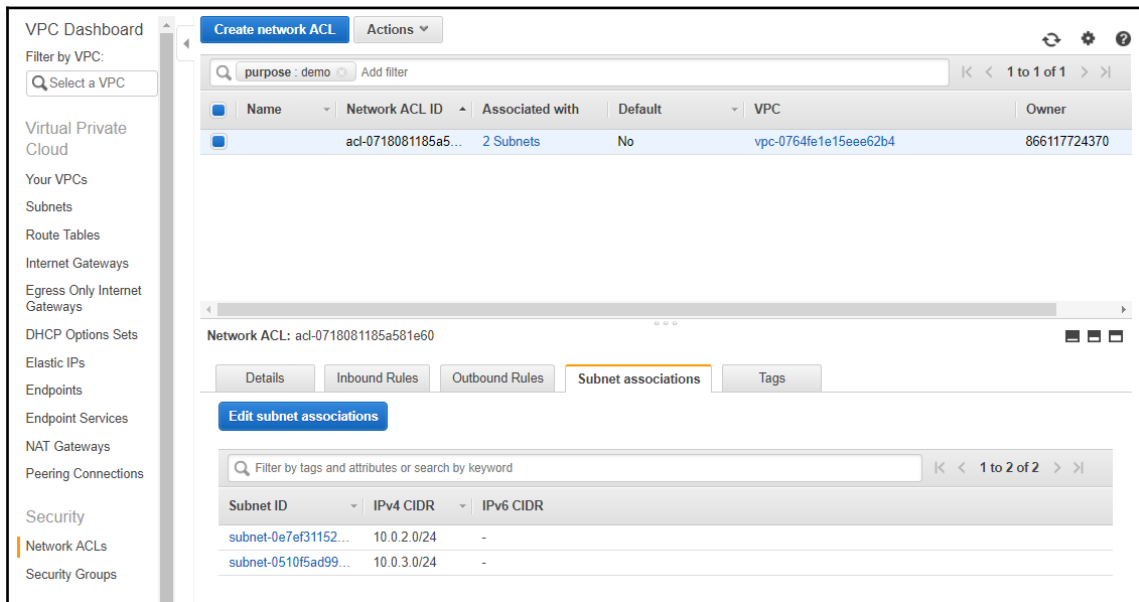 VPC Dashboard
Filter by VPC:
Select a VPC
Virtual Private
Cloud
Your VPCs
Subnets
Route Tables
Internet Gateways
Egress Only Internet
Gateways
DHCP Options Sets
Elastic IPs
Endpoints
Endpoint Services
NAT Gateways
Peering Connections
Security
Network ACLs
Security Groups
Create network ACL Actions
purpose : demo Add filter 1 to 1 of 1
Name Network ACL ID Associated with Default VPC Owner
acl-0718081185a5... 2 Subnets No vpc-0764fe1e15eee62b4 866117724370
Network ACL: acl-0718081185a581e60
Details Inbound Rules Outbound Rules Subnet associations Tags
Edit subnet associations
Filter by tags and attributes or search by keyword 1 to 2 of 2
Subnet ID IPv4 CIDR IPv6 CIDR
subnet-0e7ef31152... 10.0.2.0/24 -
subnet-0510f5ad99... 10.0.3.0/24 -